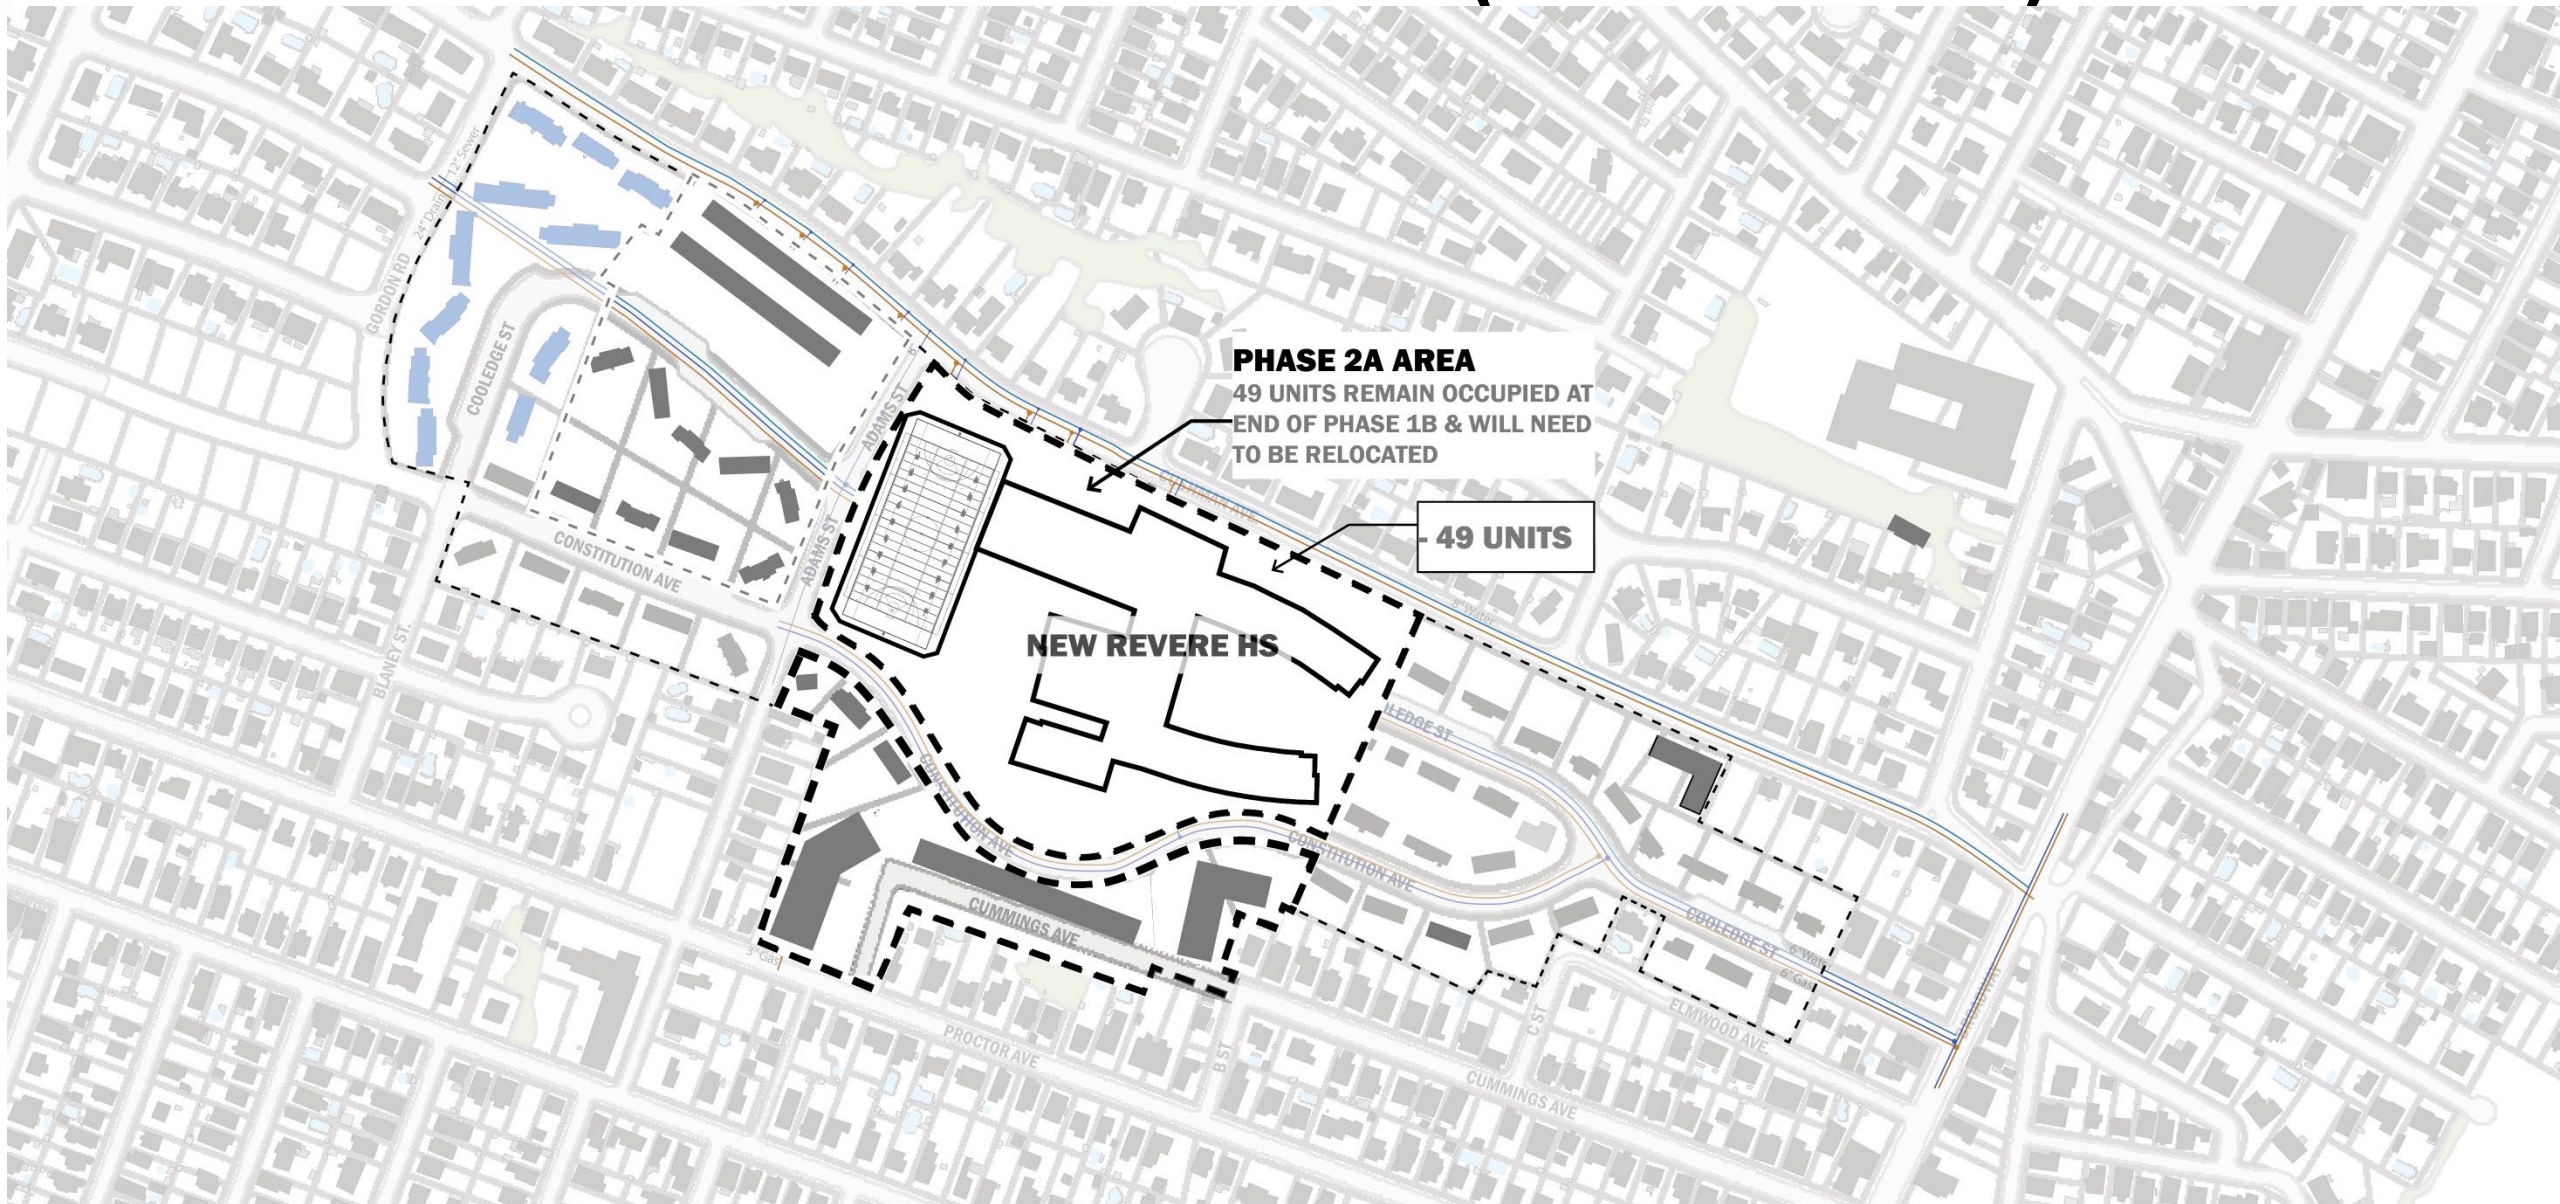 12" Sewer
24" Drain
GORDON RD
COOLEDGE ST
ADAMS ST
PHASE 2A AREA
49 UNITS REMAIN OCCUPIED AT
END OF PHASE 1B & WILL NEED
TO BE RELOCATED
- 49 UNITS
ADAMS ST
CONSTITUTION AVE
8" Water
NEW REVERE HS
BLANEY ST.
LEDGE ST
CONSTITUTION AVE
CONSTITUTION AVE
CUMMINGS AVE
COOLEDGE ST
6" Water
6" Gas
3" Gas
BROADWAY
PROCTOR AVE
B ST
C ST
ELMWOOD AVE
CUMMINGS AVE